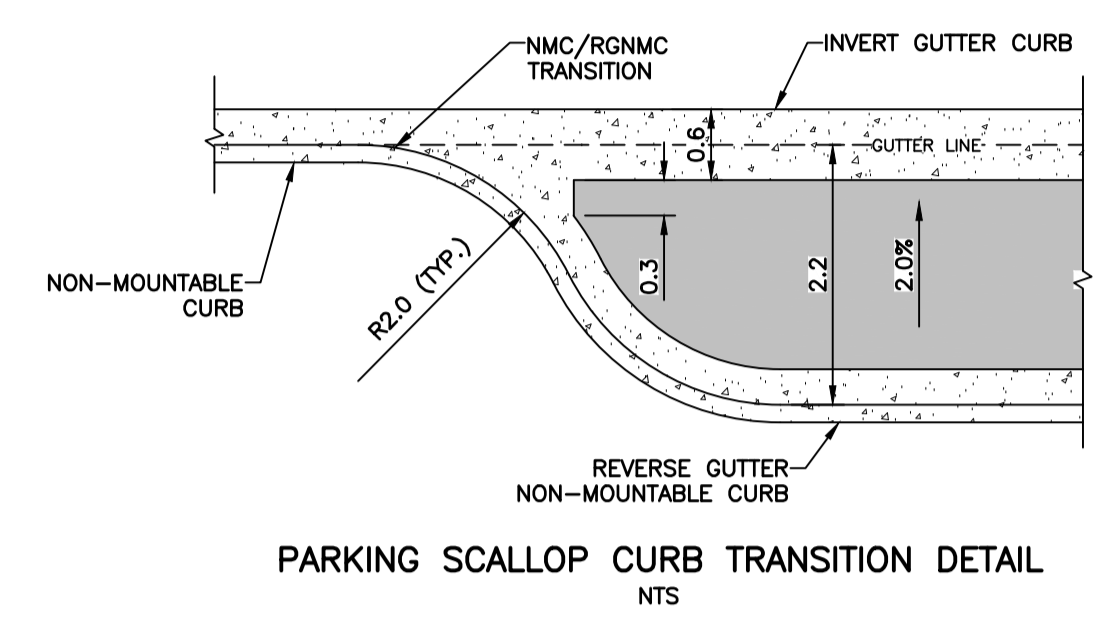 NMC/RGNMC
TRANSITION
INVERT GUTTER CURB
0.6
GUTTER LINE
NON-MOUNTABLE
CURB
R2.0 (TYP.)
0.3
2.2
2.0%
REVERSE GUTTER
NON-MOUNTABLE CURB
PARKING SCALLOP CURB TRANSITION DETAIL
NTS